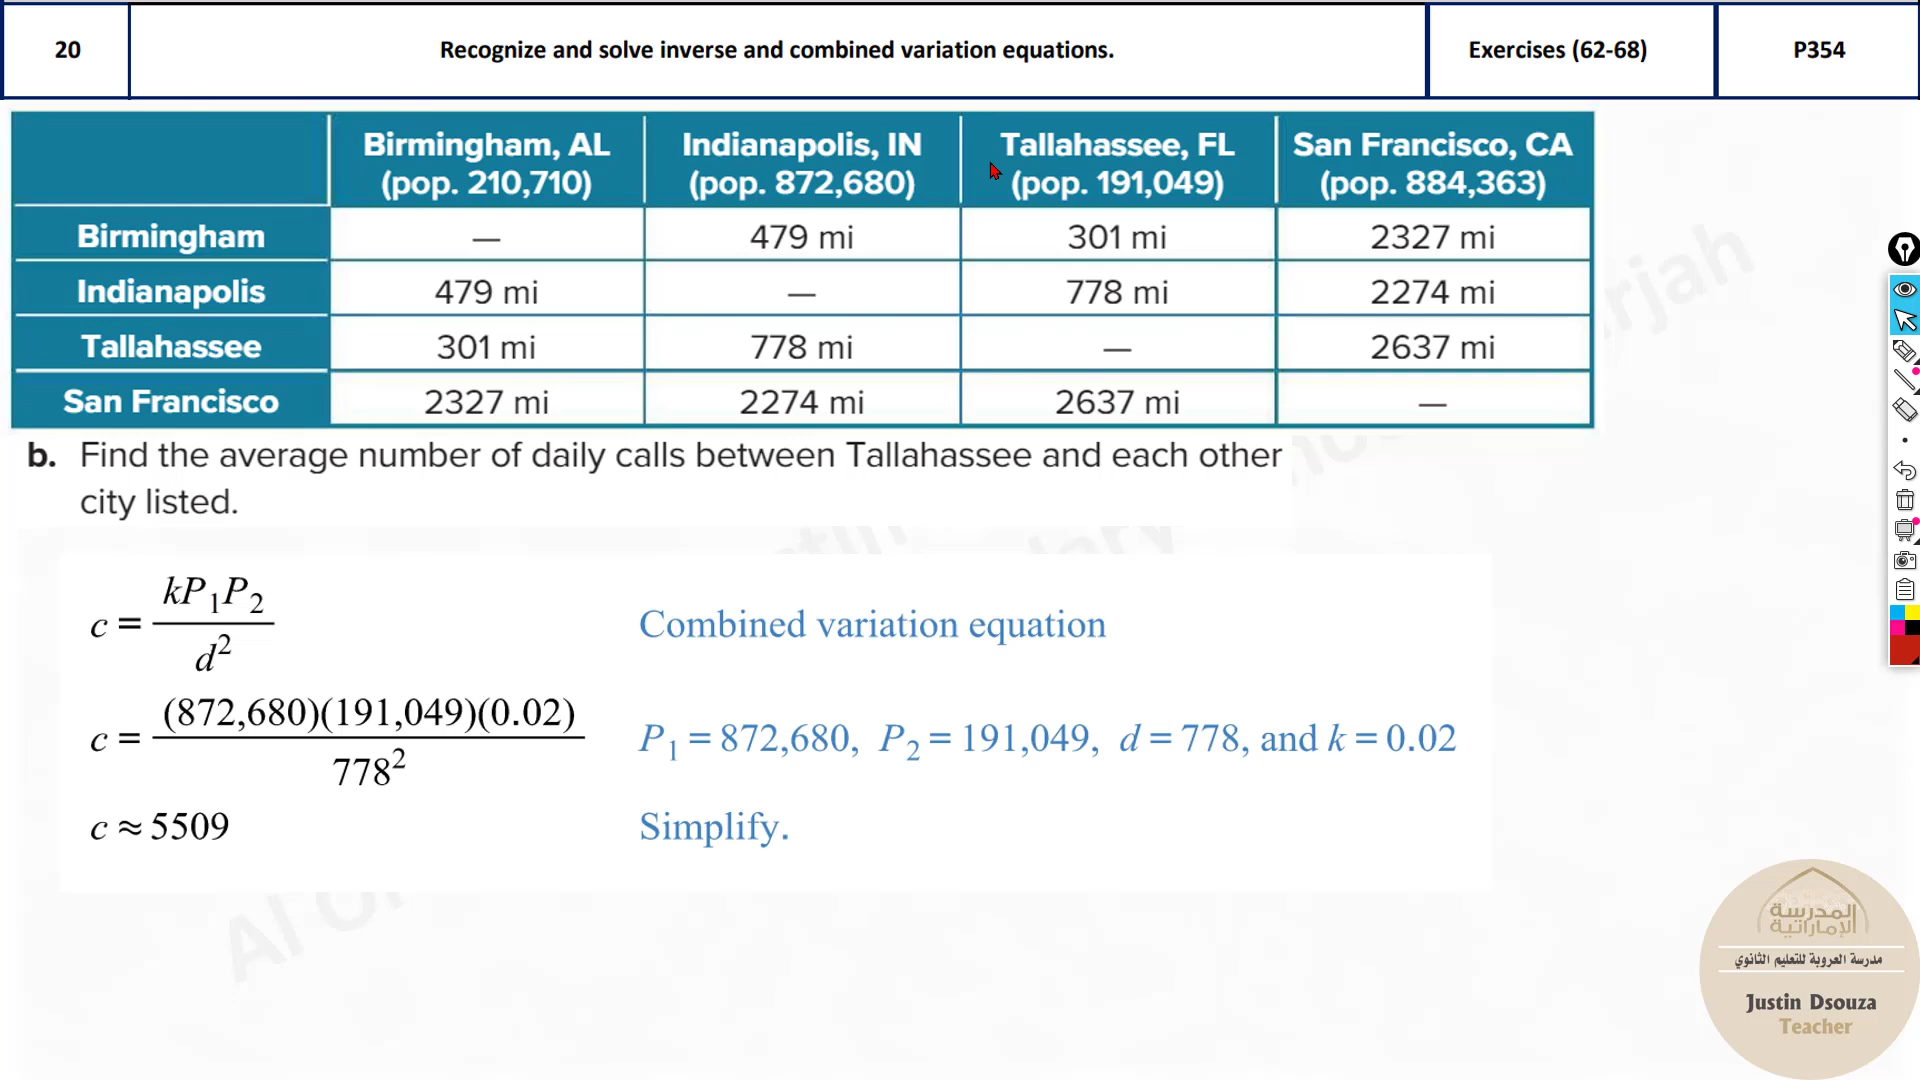 20 Recognize and solve inverse and combined variation equations. Exercises (62-68) P354
Birmingham, AL Indianapolis, IN Tallahassee, FL San Francisco, CA
(pop. 210,710) (pop. 872,680) (pop. 191,049) (pop. 884,363)
Birmingham — 479 mi 301 mi 2327 mi
Indianapolis 479 mi — 778 mi 2274 mi
Tallahassee 301 mi 778 mi — 2637 mi
San Francisco 2327 mi 2274 mi 2637 mi —
b. Find the average number of daily calls between Tallahassee and each other
city listed.
c = kP₁P₂ / d² Combined variation equation
c = (872,680)(191,049)(0.02) / 778² P₁ = 872,680, P₂ = 191,049, d = 778, and k = 0.02
c ≈ 5509 Simplify.
المدرسة
الإماراتية
مدرسة العروبة للتعليم الثانوي
Justin Dsouza
Teacher